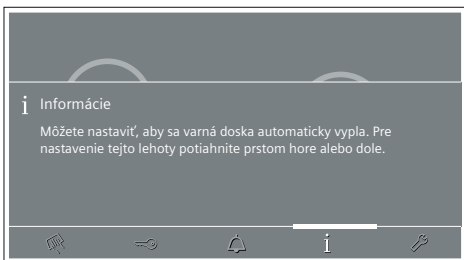 i Informácie
Môžete nastaviť, aby sa varná doska automaticky vypla. Pre
nastavenie tejto lehoty potiahnite prstom hore alebo dole.
i